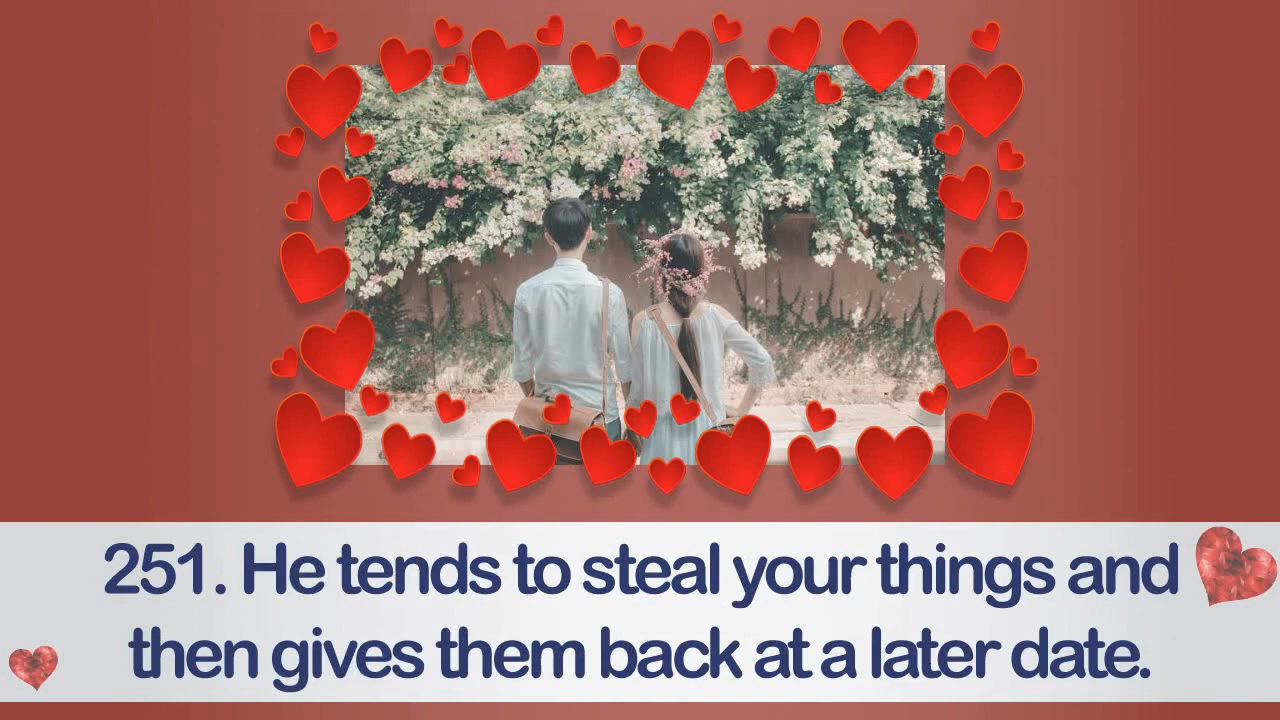 251. He tends to steal your things and
then gives them back at a later date.